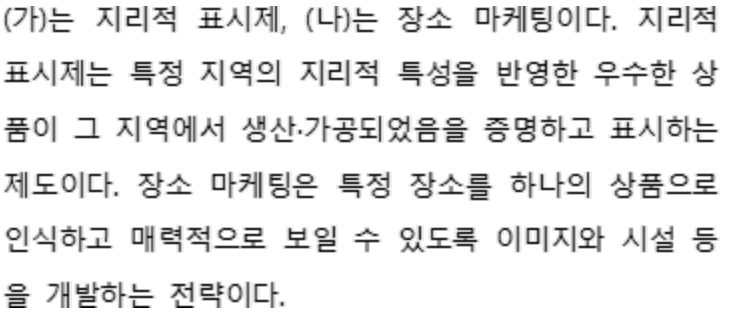 (가)는 지리적 표시제, (나)는 장소 마케팅이다. 지리적
표시제는 특정 지역의 지리적 특성을 반영한 우수한 상
품이 그 지역에서 생산·가공되었음을 증명하고 표시하는
제도이다. 장소 마케팅은 특정 장소를 하나의 상품으로
인식하고 매력적으로 보일 수 있도록 이미지와 시설 등
을 개발하는 전략이다.